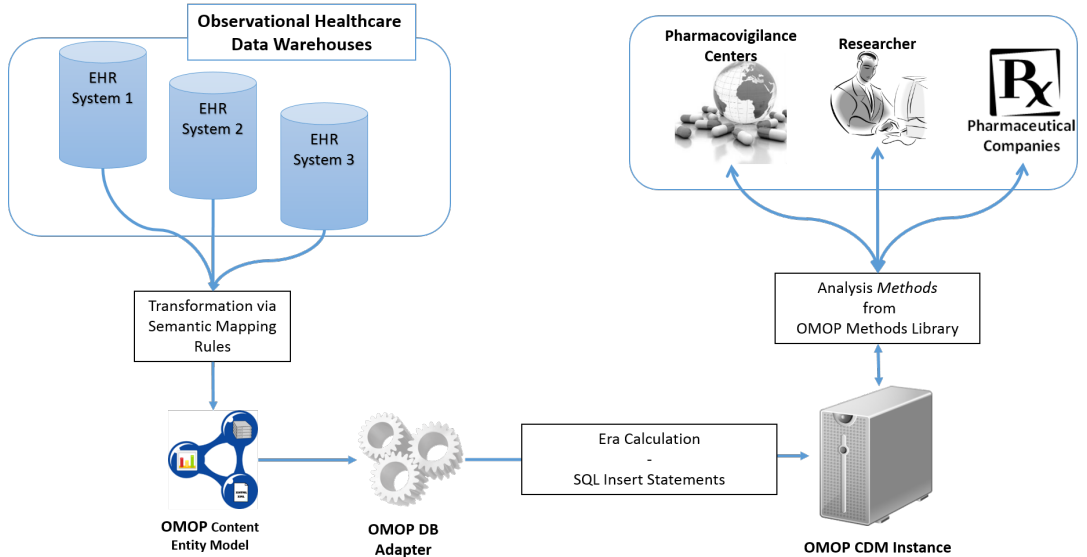 Observational Healthcare
Data Warehouses
EHR
System 1
EHR
System 2
EHR
System 3
Transformation via
Semantic Mapping
Rules
OMOP Content
Entity Model
OMOP DB
Adapter
Era Calculation
-
SQL Insert Statements
OMOP CDM Instance
Analysis Methods
from
OMOP Methods Library
Pharmacovigilance
Centers
Researcher
Rx
Pharmaceutical
Companies